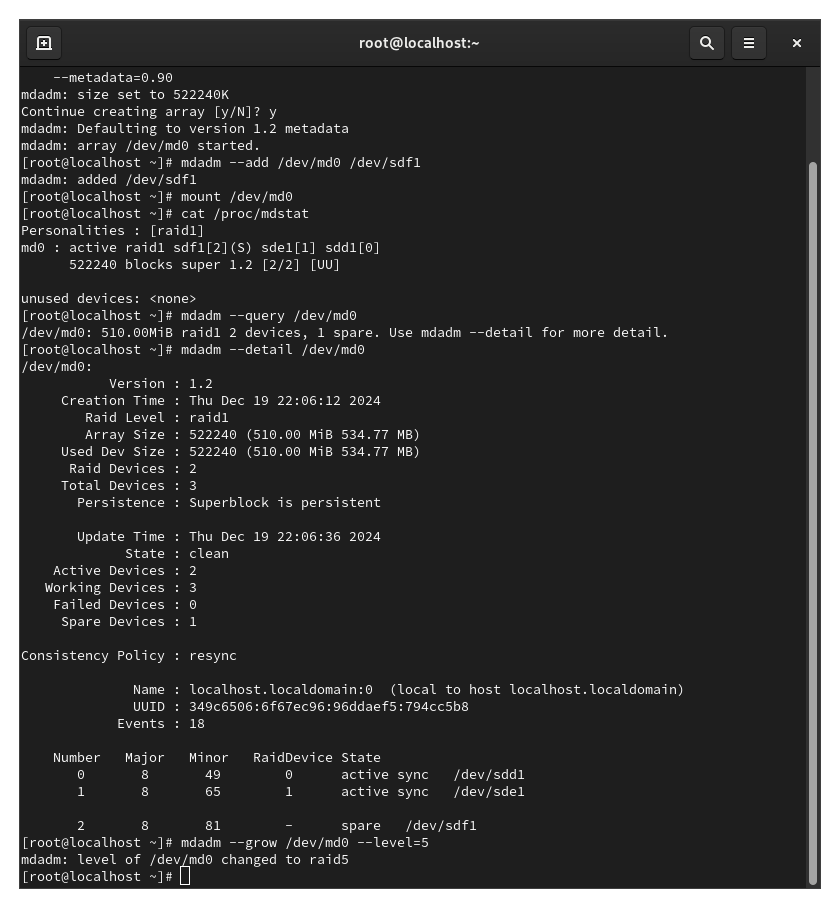 root@localhost:~
    --metadata=0.90
mdadm: size set to 522240K
Continue creating array [y/N]? y
mdadm: Defaulting to version 1.2 metadata
mdadm: array /dev/md0 started.
[root@localhost ~]# mdadm --add /dev/md0 /dev/sdf1
mdadm: added /dev/sdf1
[root@localhost ~]# mount /dev/md0
[root@localhost ~]# cat /proc/mdstat
Personalities : [raid1]
md0 : active raid1 sdf1[2](S) sde1[1] sdd1[0]
      522240 blocks super 1.2 [2/2] [UU]

unused devices: <none>
[root@localhost ~]# mdadm --query /dev/md0
/dev/md0: 510.00MiB raid1 2 devices, 1 spare. Use mdadm --detail for more detail.
[root@localhost ~]# mdadm --detail /dev/md0
/dev/md0:
           Version : 1.2
     Creation Time : Thu Dec 19 22:06:12 2024
        Raid Level : raid1
        Array Size : 522240 (510.00 MiB 534.77 MB)
     Used Dev Size : 522240 (510.00 MiB 534.77 MB)
      Raid Devices : 2
     Total Devices : 3
       Persistence : Superblock is persistent

       Update Time : Thu Dec 19 22:06:36 2024
             State : clean
    Active Devices : 2
   Working Devices : 3
    Failed Devices : 0
     Spare Devices : 1

Consistency Policy : resync

              Name : localhost.localdomain:0  (local to host localhost.localdomain)
              UUID : 349c6506:6f67ec96:96ddaef5:794cc5b8
            Events : 18

    Number   Major   Minor   RaidDevice State
       0       8       49        0      active sync   /dev/sdd1
       1       8       65        1      active sync   /dev/sde1

       2       8       81        -      spare   /dev/sdf1
[root@localhost ~]# mdadm --grow /dev/md0 --level=5
mdadm: level of /dev/md0 changed to raid5
[root@localhost ~]#